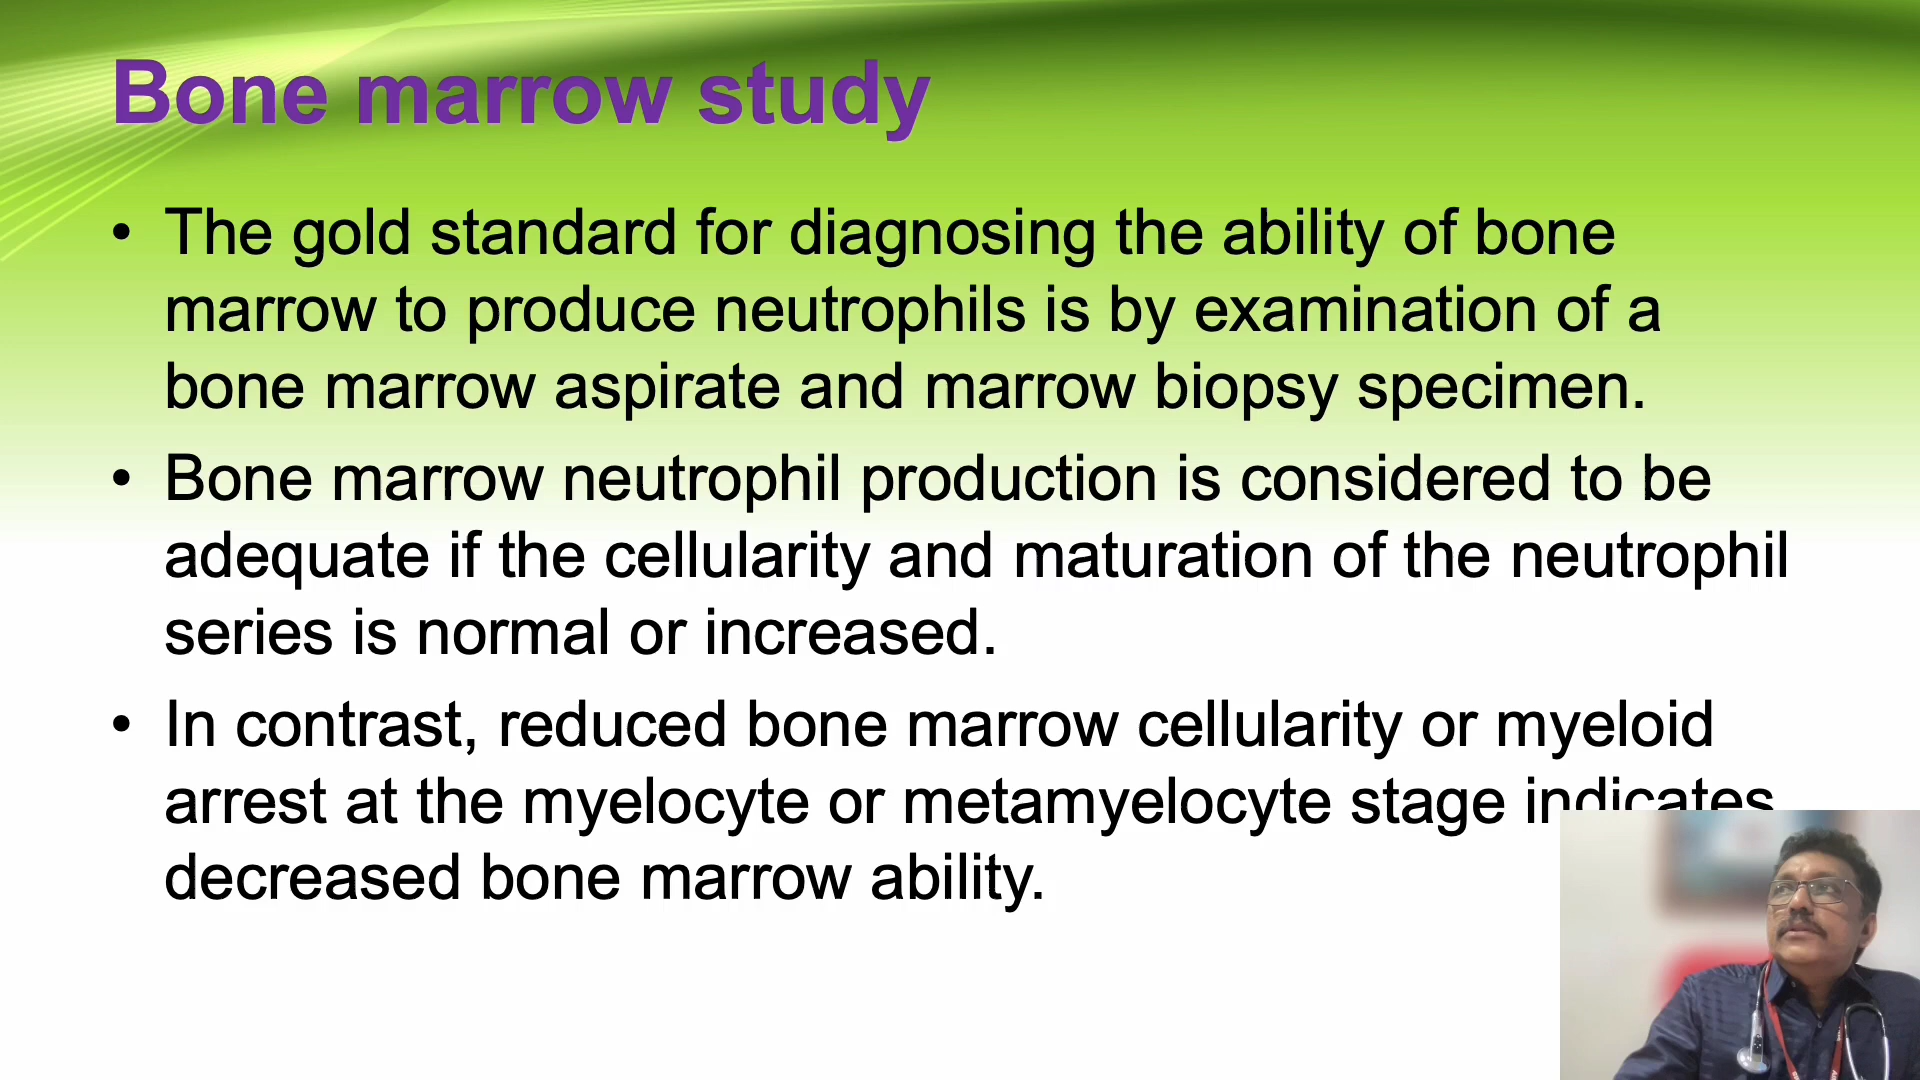 Bone marrow study
• The gold standard for diagnosing the ability of bone
marrow to produce neutrophils is by examination of a
bone marrow aspirate and marrow biopsy specimen.
• Bone marrow neutrophil production is considered to be
adequate if the cellularity and maturation of the neutrophil
series is normal or increased.
• In contrast, reduced bone marrow cellularity or myeloid
arrest at the myelocyte or metamyelocyte stage indicates
decreased bone marrow ability.